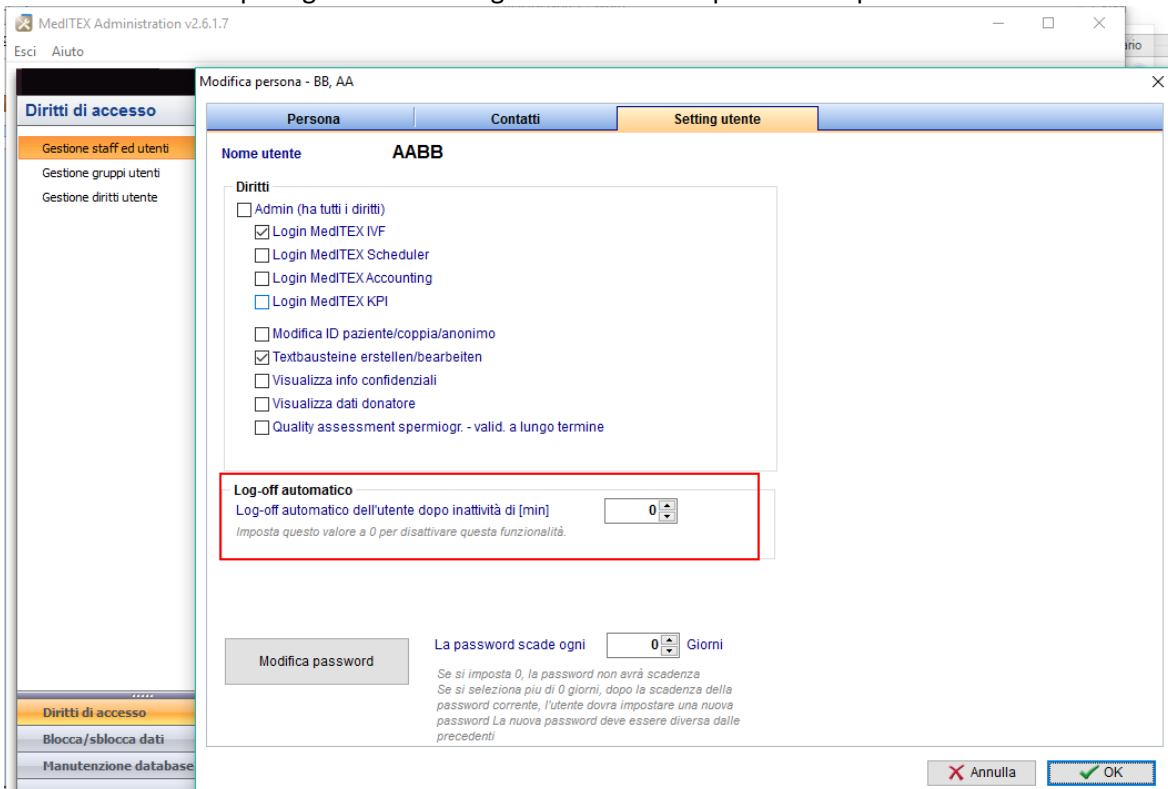 MedITEX Administration v2.6.1.7
Esci Aiuto
ario
Modifica persona - BB, AA
Diritti di accesso
Gestione staff ed utenti
Gestione gruppi utenti
Gestione diritti utente
Persona Contatti Setting utente
Nome utente AABB
Diritti
Admin (ha tutti i diritti)
Login MedITEX IVF
Login MedITEX Scheduler
Login MedITEX Accounting
Login MedITEX KPI
Modifica ID paziente/coppia/anonimo
Textbausteine erstellen/bearbeiten
Visualizza info confidenziali
Visualizza dati donatore
Quality assessment spermiogr. - valid. a lungo termine
Log-off automatico
Log-off automatico dell'utente dopo inattività di [min] 0
Imposta questo valore a 0 per disattivare questa funzionalità.
Modifica password
La password scade ogni 0 Giorni
Se si imposta 0, la password non avrà scadenza
Se si seleziona piu di 0 giorni, dopo la scadenza della
password corrente, l'utente dovra impostare una nuova
password La nuova password deve essere diversa dalle
precedenti
Diritti di accesso
Blocca/sblocca dati
Manutenzione database
Annulla OK